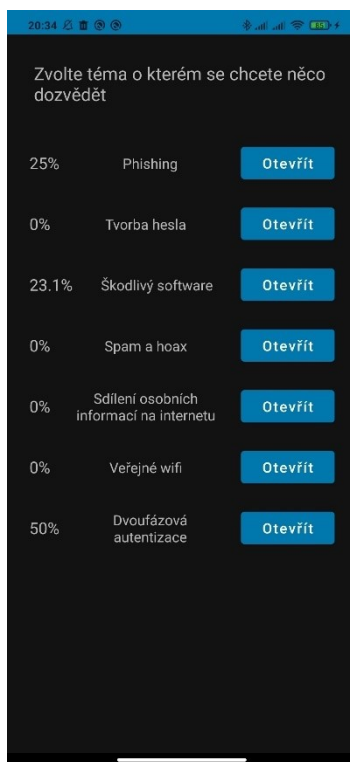 20:34
Zvolte téma o kterém se chcete něco
dozvědět
25% Phishing Otevřít
0% Tvorba hesla Otevřít
23.1% Škodlivý software Otevřít
0% Spam a hoax Otevřít
0% Sdílení osobních
informací na internetu Otevřít
0% Veřejné wifi Otevřít
50% Dvoufázová
autentizace Otevřít